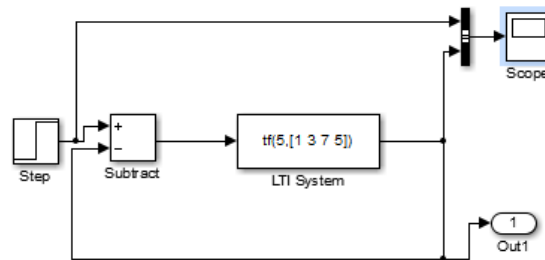 Scope
+
−
Step
Subtract
tf(5,[1 3 7 5])
LTI System
1
Out1